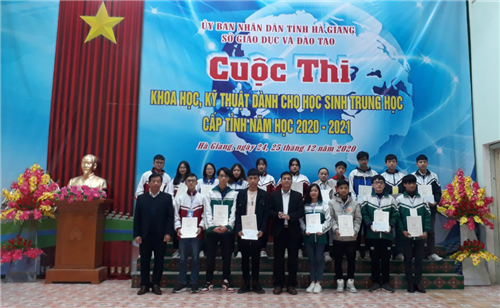 ỦY BAN NHÂN DÂN TỈNH HÀ GIANG
SỞ GIÁO DỤC VÀ ĐÀO TẠO
Cuộc Thi
KHOA HỌC, KỸ THUẬT DÀNH CHO HỌC SINH TRUNG HỌC
CẤP TỈNH NĂM HỌC 2020 - 2021
Hà Giang, ngày 24, 25 tháng 12 năm 2020